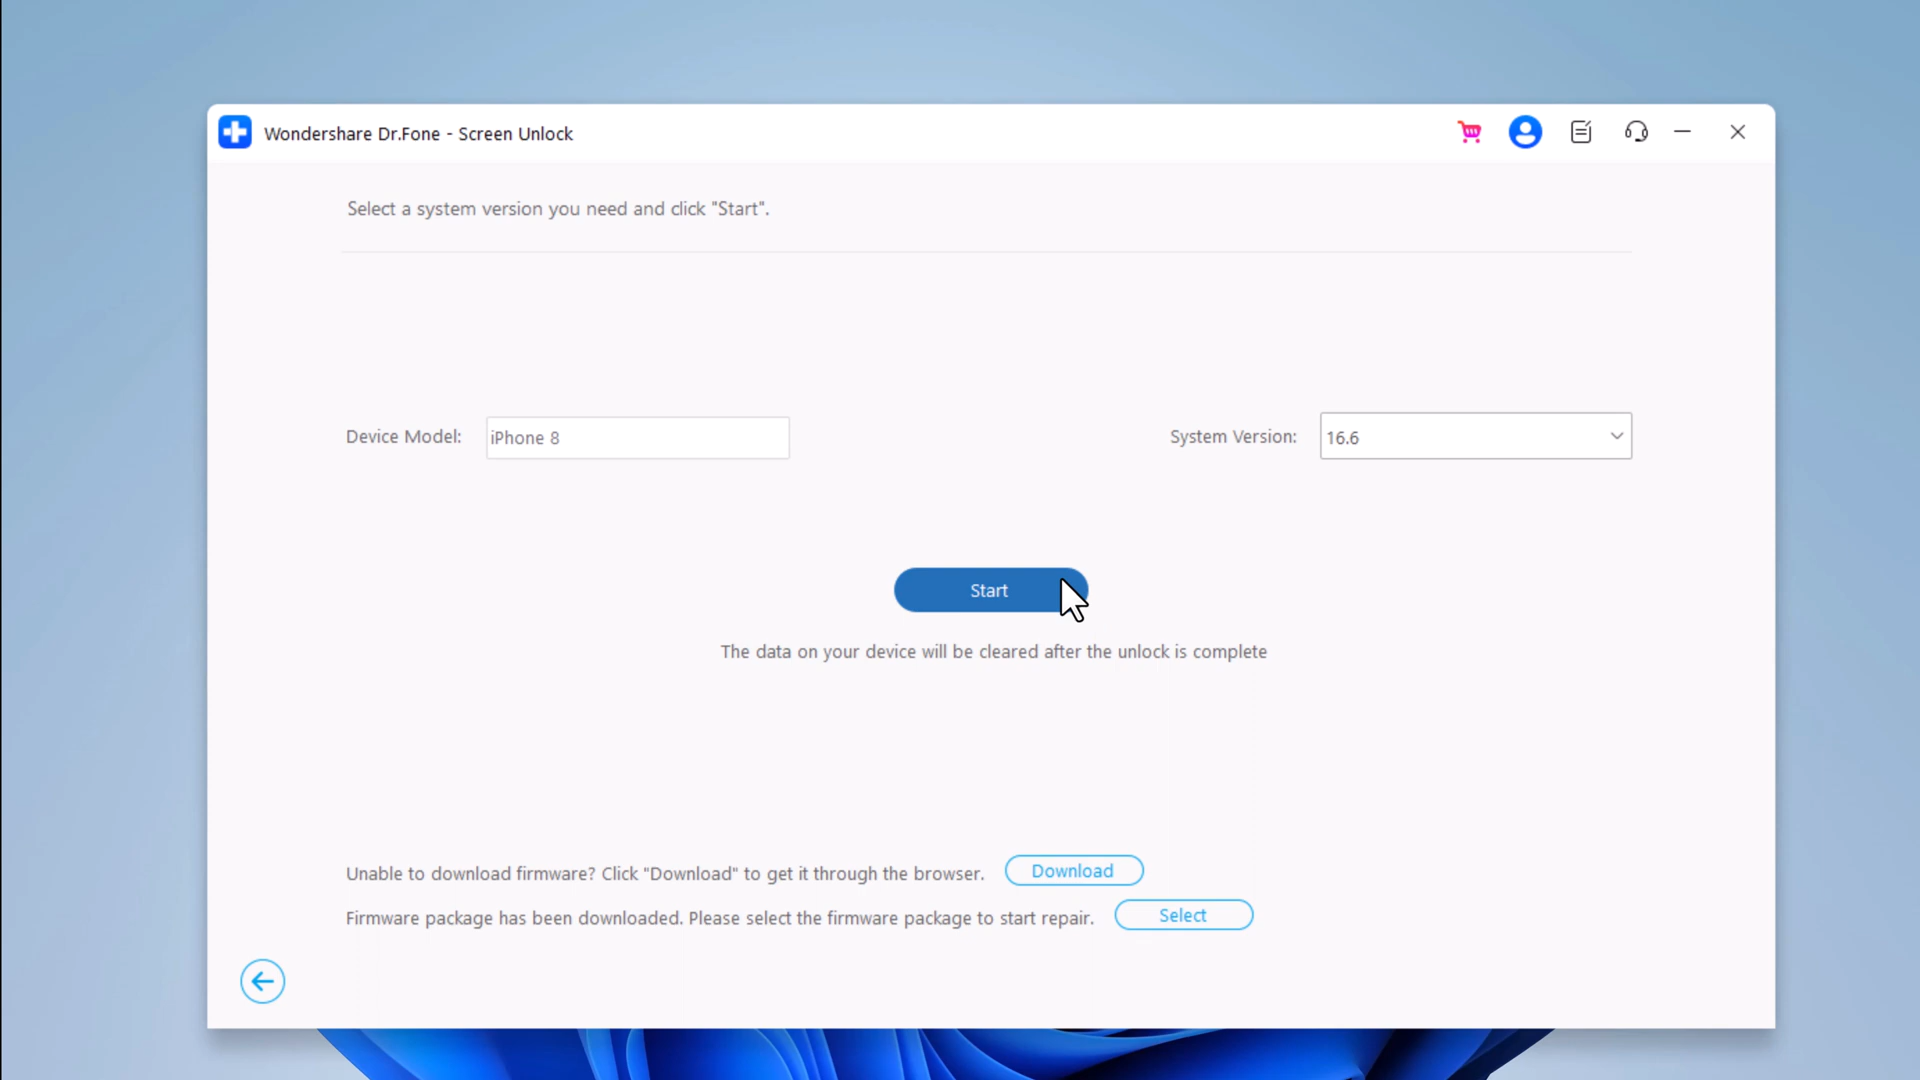 Wondershare Dr.Fone - Screen Unlock
Select a system version you need and click "Start".
Device Model: iPhone 8 System Version: 16.6
Start
The data on your device will be cleared after the unlock is complete
Unable to download firmware? Click "Download" to get it through the browser. Download
Firmware package has been downloaded. Please select the firmware package to start repair. Select